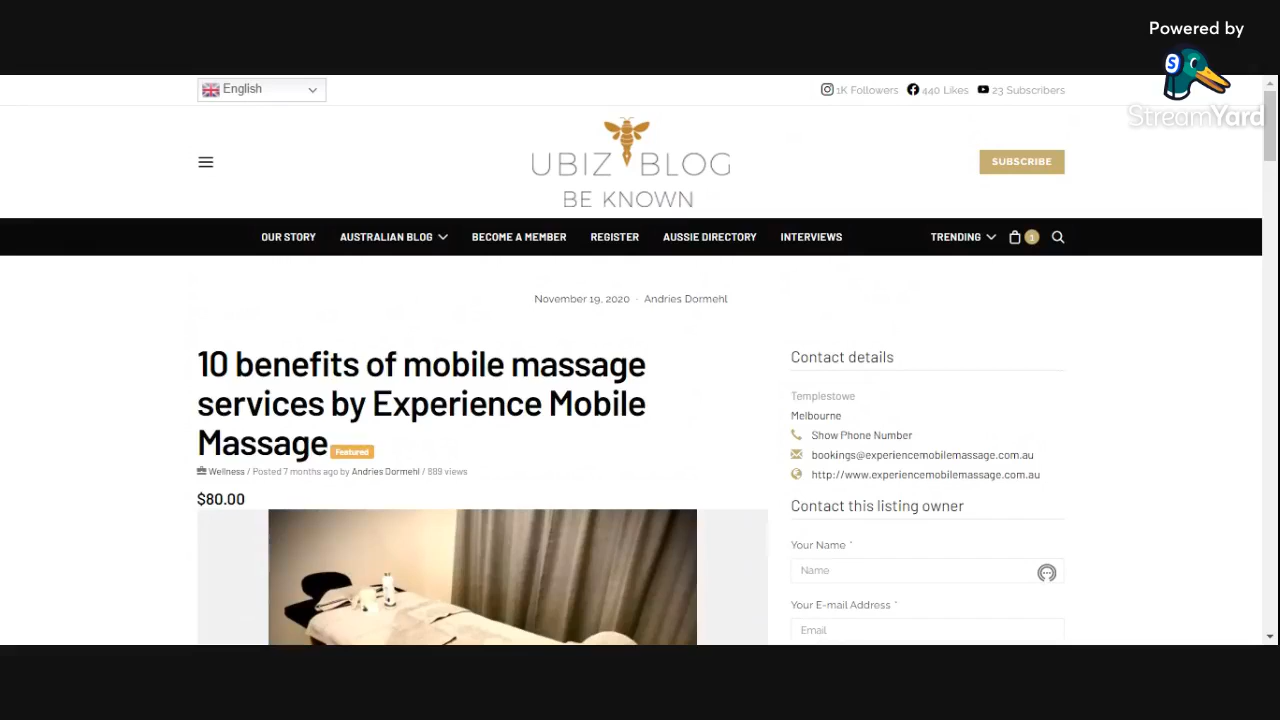 Powered by
StreamYard
English
1K Followers 440 Likes 23 Subscribers
UBIZ BLOG
BE KNOWN
SUBSCRIBE
OUR STORY AUSTRALIAN BLOG BECOME A MEMBER REGISTER AUSSIE DIRECTORY INTERVIEWS TRENDING 1
November 19, 2020 · Andries Dormehl
10 benefits of mobile massage
services by Experience Mobile
Massage Featured
Wellness / Posted 7 months ago by Andries Dormehl / 889 views
$80.00
Contact details
Templestowe
Melbourne
Show Phone Number
bookings@experiencemobilemassage.com.au
http://www.experiencemobilemassage.com.au
Contact this listing owner
Your Name *
Name
Your E-mail Address *
Email